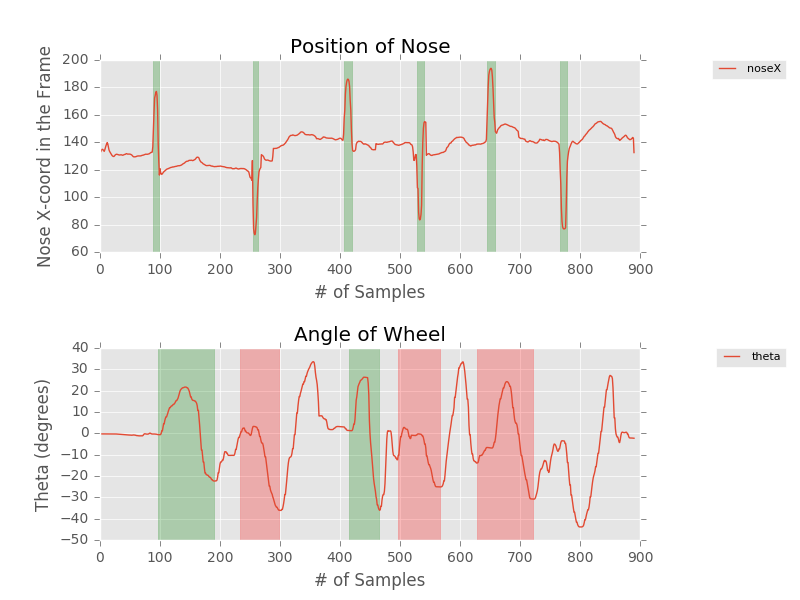 Position of Nose
Nose X-coord in the Frame
200
180
160
140
120
100
80
60
0 100 200 300 400 500 600 700 800 900
# of Samples
noseX
Angle of Wheel
Theta (degrees)
40
30
20
10
0
−10
−20
−30
−40
−50
0 100 200 300 400 500 600 700 800 900
# of Samples
theta